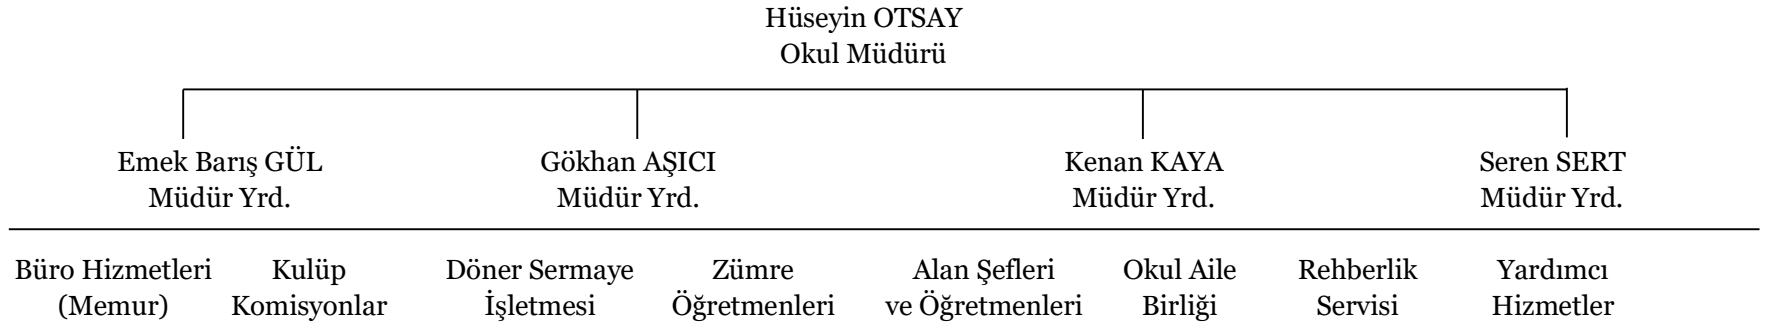 Hüseyin OTSAY
Okul Müdürü
Emek Barış GÜL
Müdür Yrd.
Gökhan AŞICI
Müdür Yrd.
Kenan KAYA
Müdür Yrd.
Seren SERT
Müdür Yrd.
Büro Hizmetleri
(Memur)
Kulüp
Komisyonlar
Döner Sermaye
İşletmesi
Zümre
Öğretmenleri
Alan Şefleri
ve Öğretmenleri
Okul Aile
Birliği
Rehberlik
Servisi
Yardımcı
Hizmetler